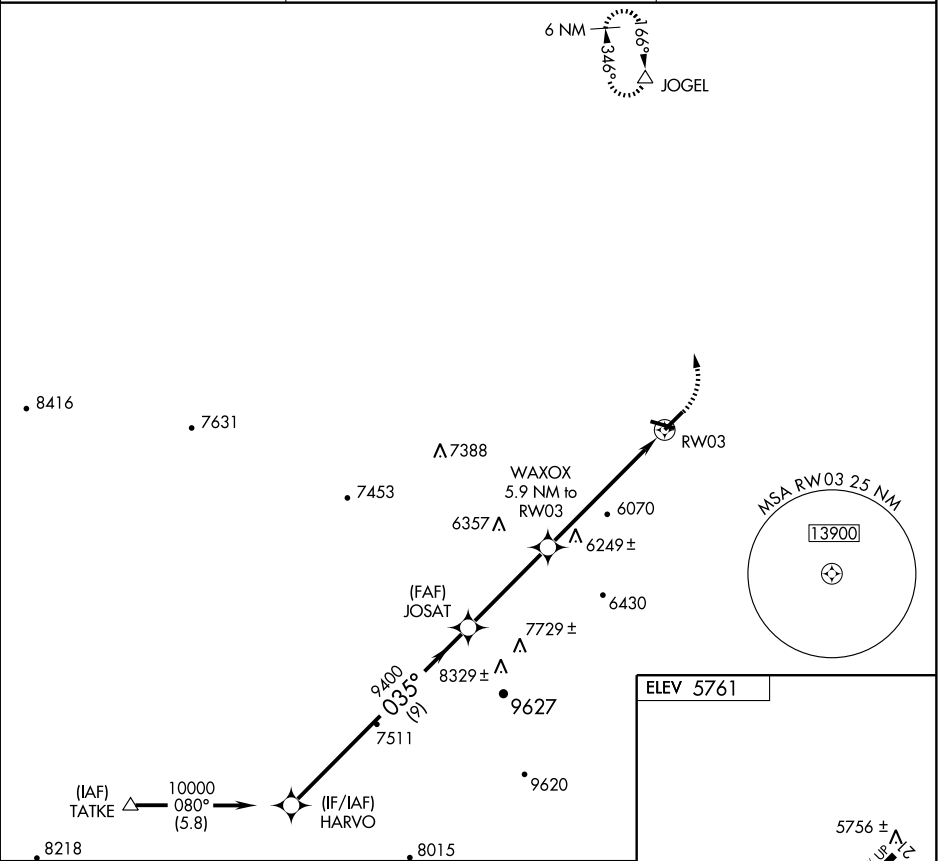 6 NM
166°
346°
JOGEL
8416
7631
7388
RW03
WAXOX
5.9 NM to
RW03
7453
6357
6070
6249±
MSA RW03 25 NM
13900
(FAF)
JOSAT
6430
7729 ±
8329 ±
9400
035°
(9)
9627
ELEV 5761
7511
9620
(IAF)
TATKE
10000
080°
(5.8)
(IF/IAF)
HARVO
5756 ±
UP
21
8218
8015